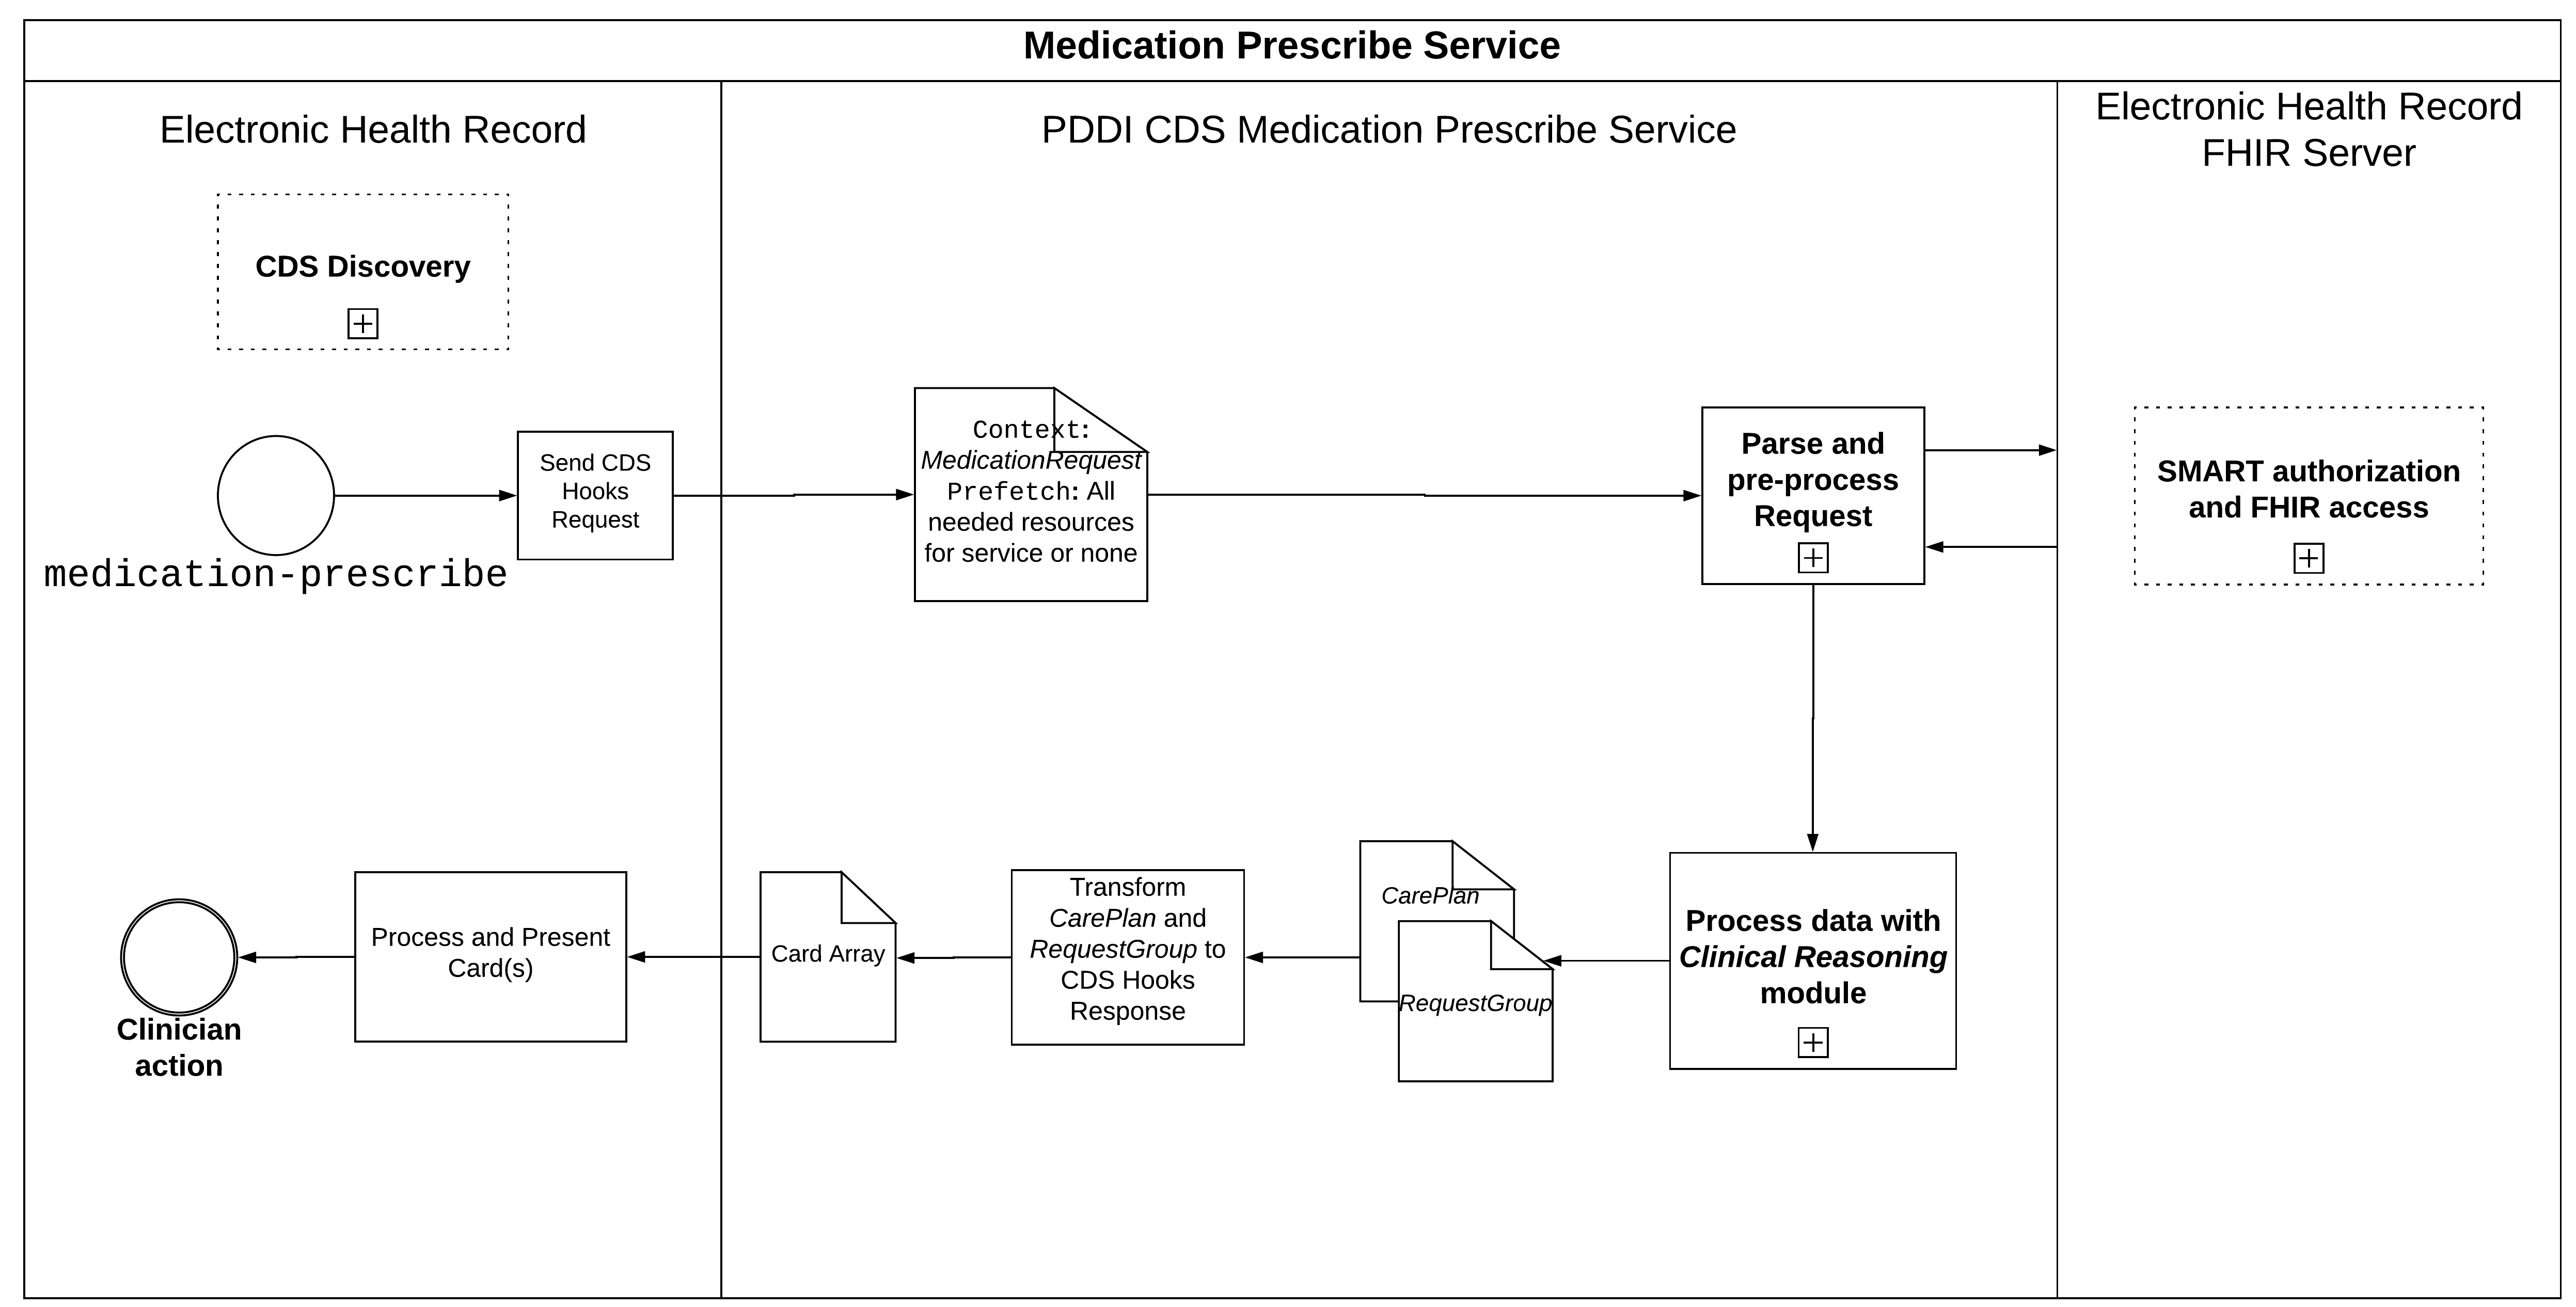 Medication Prescribe Service
Electronic Health Record
PDDI CDS Medication Prescribe Service
Electronic Health Record
FHIR Server
CDS Discovery
medication-prescribe
Send CDS
Hooks
Request
Context:
MedicationRequest
Prefetch: All
needed resources
for service or none
Parse and
pre-process
Request
SMART authorization
and FHIR access
Clinician
action
Process and Present
Card(s)
Card Array
Transform
CarePlan and
RequestGroup to
CDS Hooks
Response
CarePlan
RequestGroup
Process data with
Clinical Reasoning
module